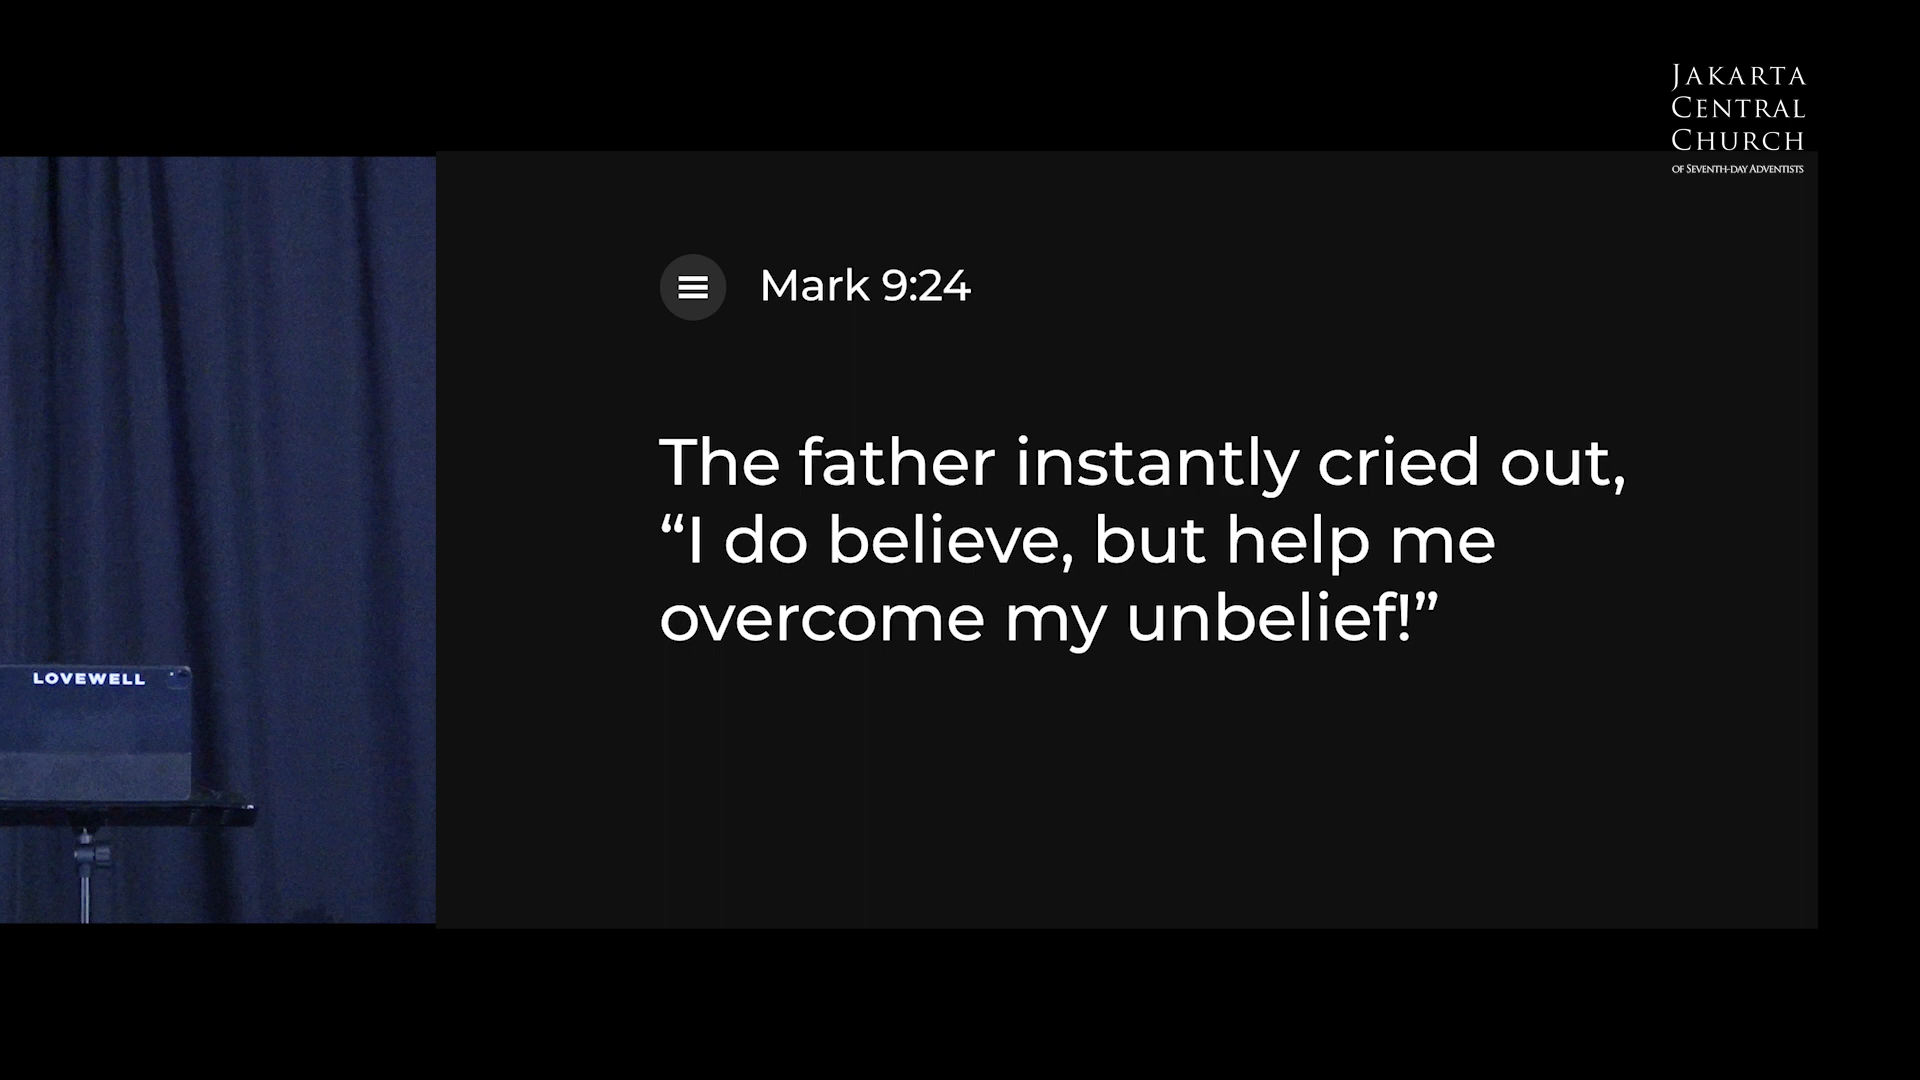 JAKARTA
CENTRAL
CHURCH
OF SEVENTH-DAY ADVENTISTS
Mark 9:24
The father instantly cried out,
“I do believe, but help me
overcome my unbelief!”
LOVEWELL